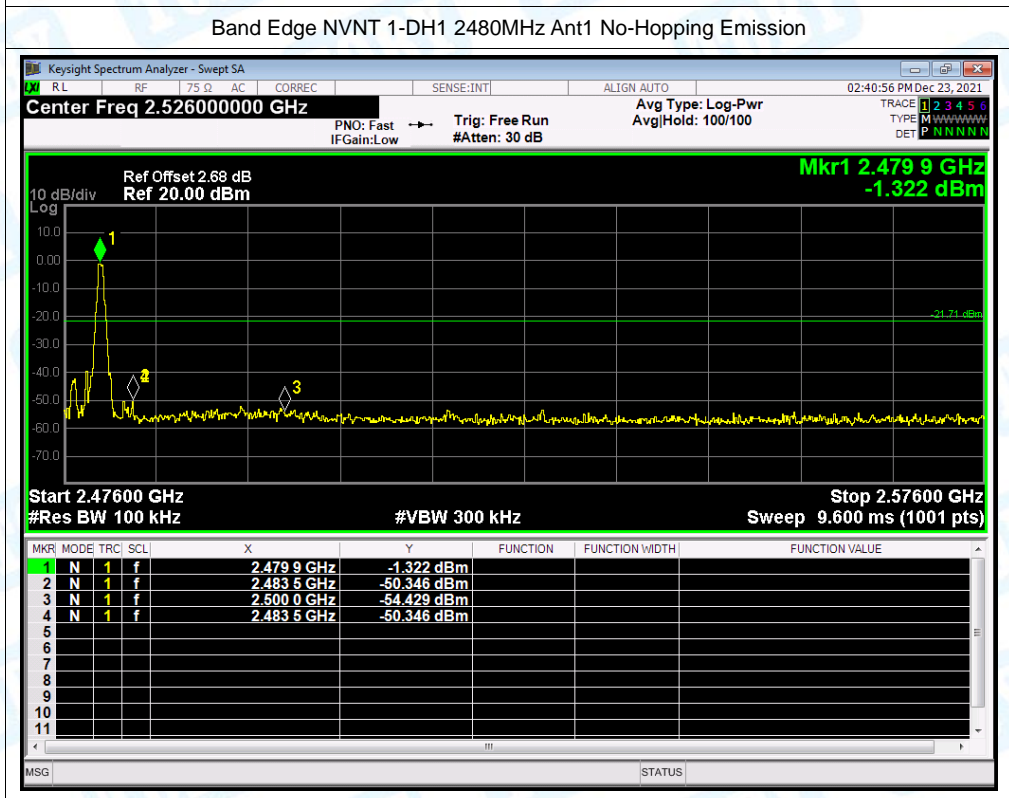 Band Edge NVNT 1-DH1 2480MHz Ant1 No-Hopping Emission
Keysight Spectrum Analyzer - Swept SA
LXI RL RF 75 Ω AC CORREC SENSE:INT ALIGN AUTO 02:40:56 PM Dec 23, 2021
Center Freq 2.526000000 GHz
PNO: Fast
IFGain:Low
Trig: Free Run
#Atten: 30 dB
Avg Type: Log-Pwr
Avg|Hold: 100/100
TRACE 1 2 3 4 5 6
TYPE M WWWWW
DET P N N N N N
Mkr1 2.479 9 GHz
-1.322 dBm
Ref Offset 2.68 dB
10 dB/div Ref 20.00 dBm
Log
10.0
0.00
-10.0
-20.0
-30.0
-40.0
-50.0
-60.0
-70.0
1
-21.71 dBm
3
Start 2.47600 GHz
Stop 2.57600 GHz
#Res BW 100 kHz
#VBW 300 kHz
Sweep 9.600 ms (1001 pts)
MKR MODE TRC SCL X Y FUNCTION FUNCTION WIDTH FUNCTION VALUE
1 N 1 f 2.479 9 GHz -1.322 dBm
2 N 1 f 2.483 5 GHz -50.346 dBm
3 N 1 f 2.500 0 GHz -54.429 dBm
4 N 1 f 2.483 5 GHz -50.346 dBm
5
6
7
8
9
10
11
MSG
STATUS